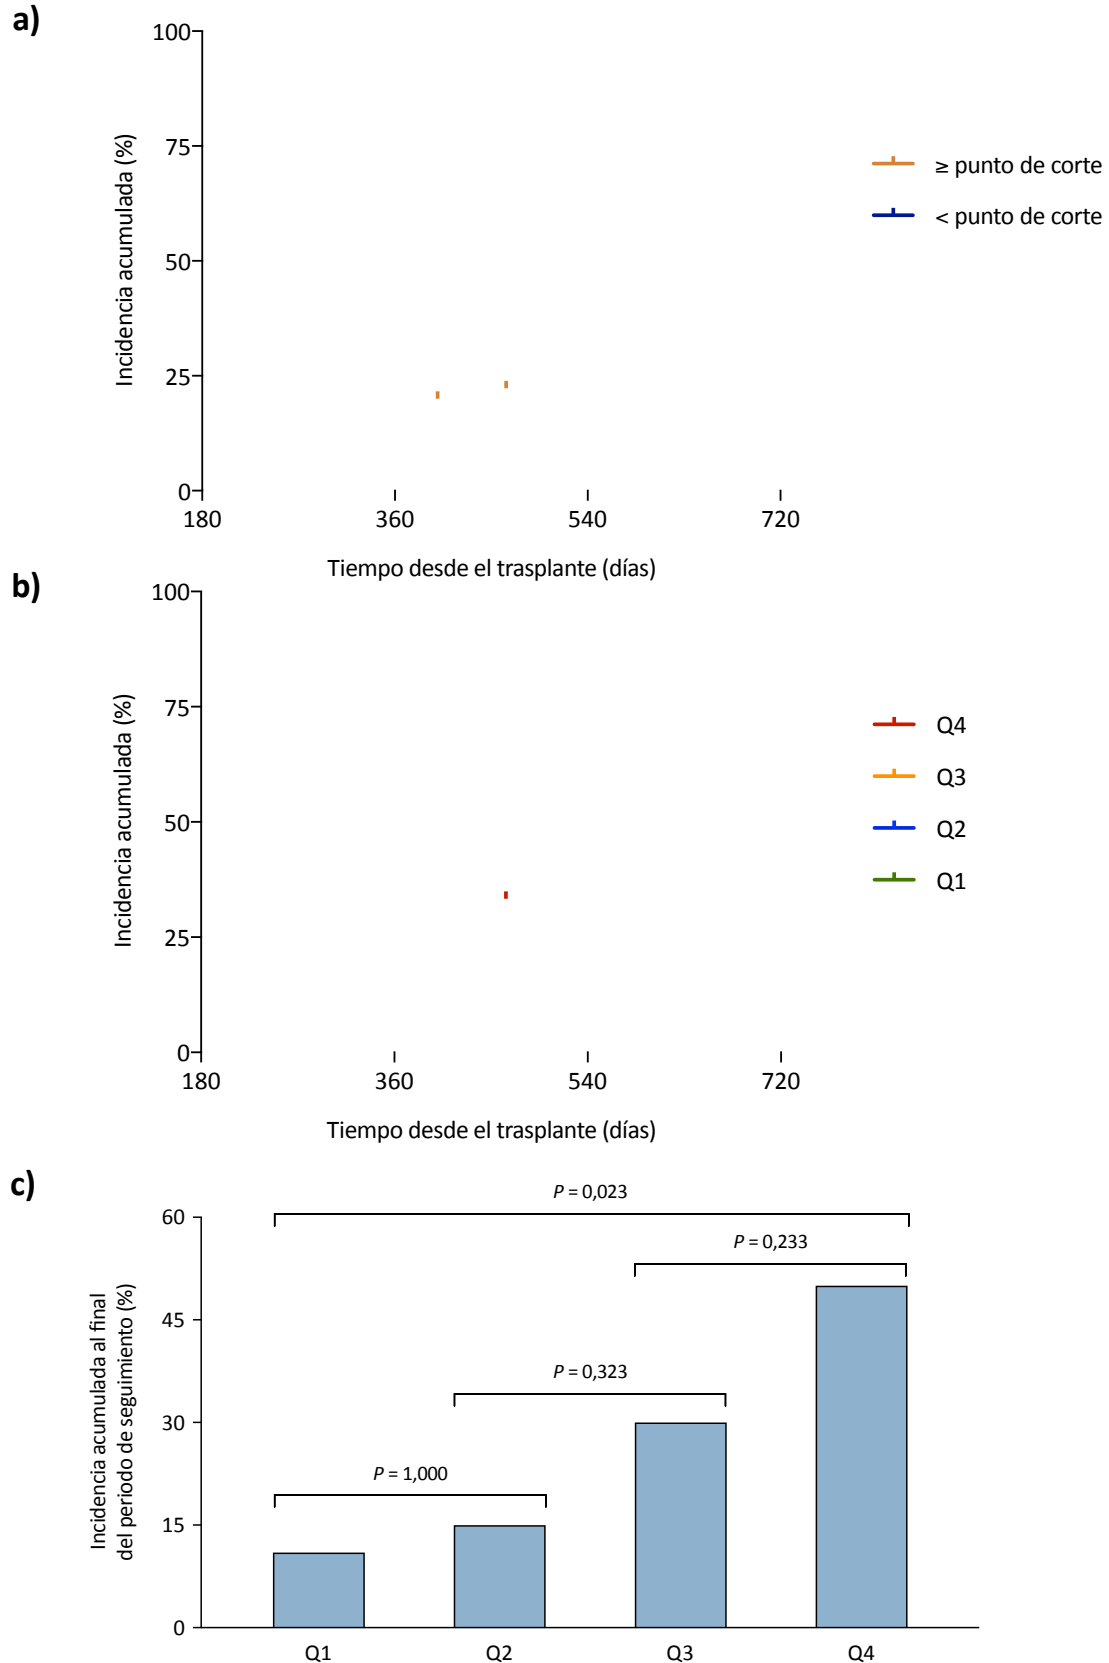 a)
100
75
50
25
0
Incidencia acumulada (%)
≥ punto de corte
< punto de corte
180 360 540 720
Tiempo desde el trasplante (días)
b)
100
75
50
25
0
Incidencia acumulada (%)
Q4
Q3
Q2
Q1
180 360 540 720
Tiempo desde el trasplante (días)
c)
60
45
30
15
0
Incidencia acumulada al final
del periodo de seguimiento (%)
P = 0,023
P = 0,233
P = 0,323
P = 1,000
Q1 Q2 Q3 Q4